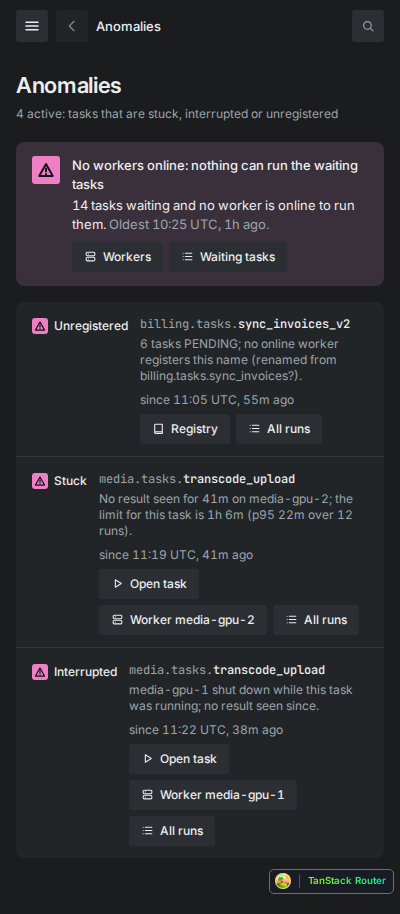 Anomalies
Anomalies
4 active: tasks that are stuck, interrupted or unregistered
No workers online: nothing can run the waiting
tasks
14 tasks waiting and no worker is online to run
them. Oldest 10:25 UTC, 1h ago.
Workers
Waiting tasks
Unregistered
billing.tasks.sync_invoices_v2
6 tasks PENDING; no online worker
registers this name (renamed from
billing.tasks.sync_invoices?).
since 11:05 UTC, 55m ago
Registry
All runs
Stuck
media.tasks.transcode_upload
No result seen for 41m on media-gpu-2; the
limit for this task is 1h 6m (p95 22m over 12
runs).
since 11:19 UTC, 41m ago
Open task
Worker media-gpu-2
All runs
Interrupted
media.tasks.transcode_upload
media-gpu-1 shut down while this task
was running; no result seen since.
since 11:22 UTC, 38m ago
Open task
Worker media-gpu-1
All runs
TanStack Router